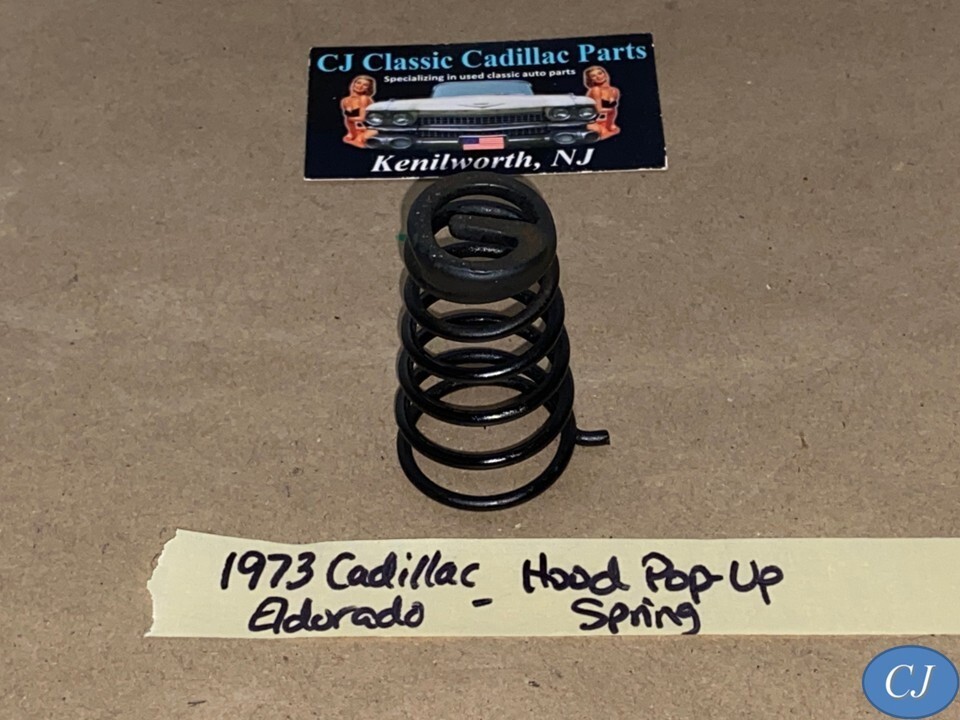 CJ Classic Cadillac Parts
Specializing in used classic auto parts
Kenilworth, NJ
1973 Cadillac - Hood Pop-Up
Eldorado Spring
CJ